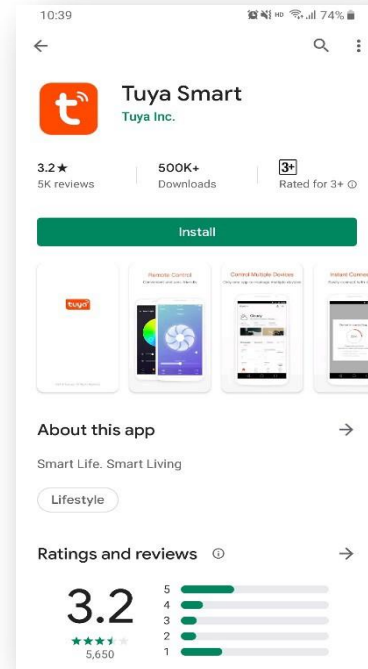 10:39
HD 74%
t
Tuya Smart
Tuya Inc.
3.2★ 500K+ 3+
5K reviews Downloads Rated for 3+
Install
tuya
Remote Control
Control Multiple Devices
About this app
Smart Life. Smart Living
Lifestyle
Ratings and reviews
3.2
5,650
5
4
3
2
1